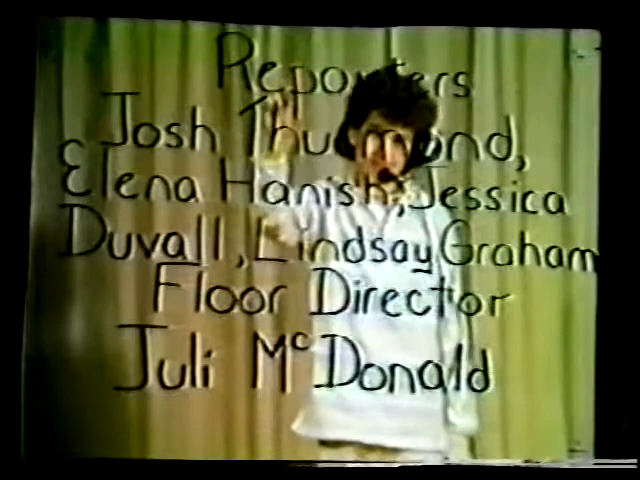 Reporters
Josh Thurmond,
Elena Hanish, Jessica
Duvall, Lindsay Graham
Floor Director
Juli McDonald